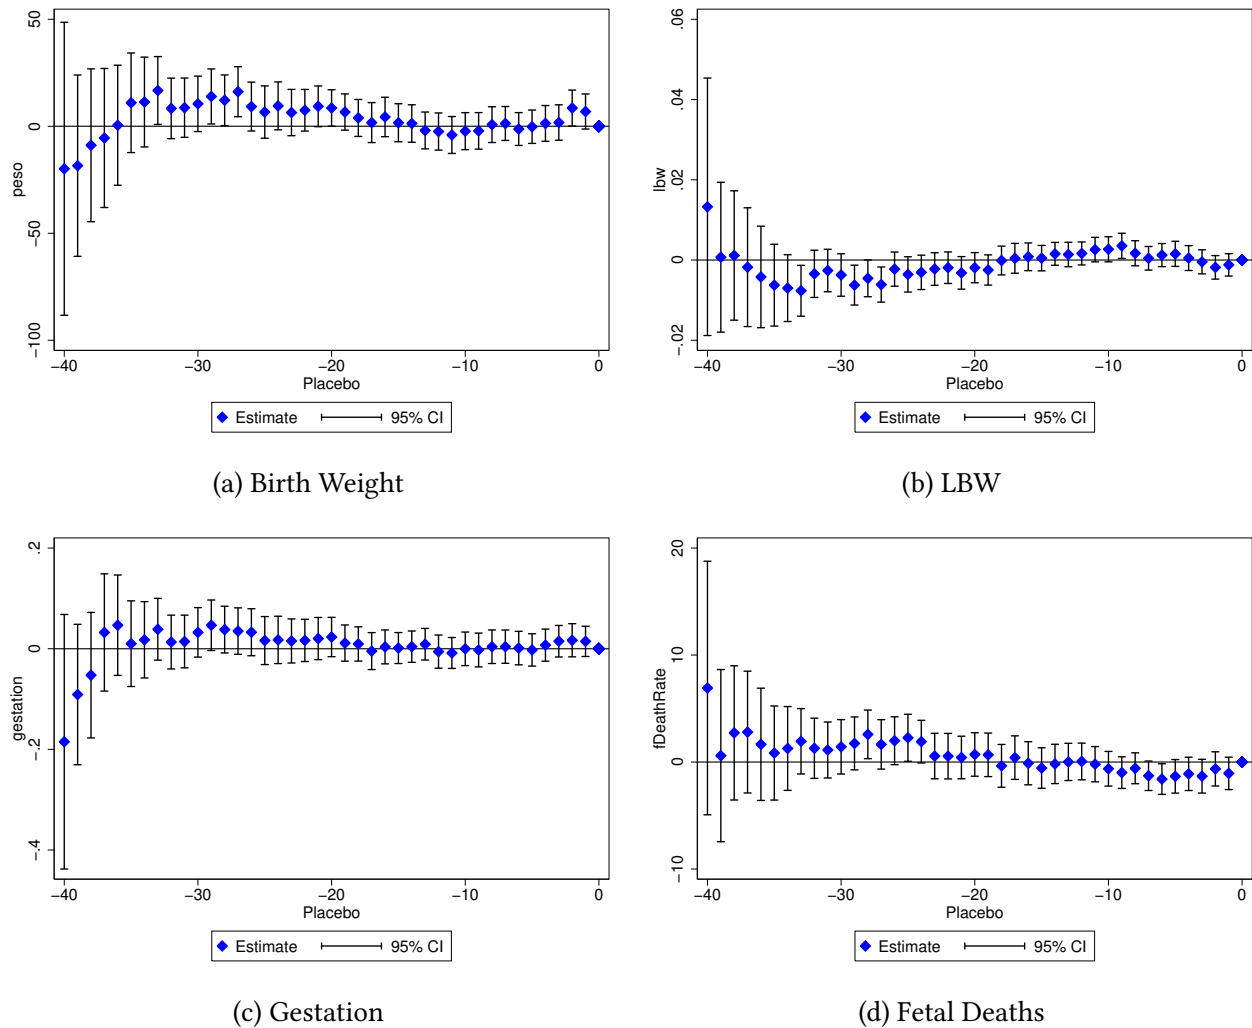 50
0
−50
−100
peso
−40
−30
−20
−10
0
Placebo
Estimate 95% CI
(a) Birth Weight
.06
.04
.02
0
−.02
lbw
−40
−30
−20
−10
0
Placebo
Estimate 95% CI
(b) LBW
.2
0
−.2
−.4
gestation
−40
−30
−20
−10
0
Placebo
Estimate 95% CI
(c) Gestation
20
10
0
−10
fDeathRate
−40
−30
−20
−10
0
Placebo
Estimate 95% CI
(d) Fetal Deaths